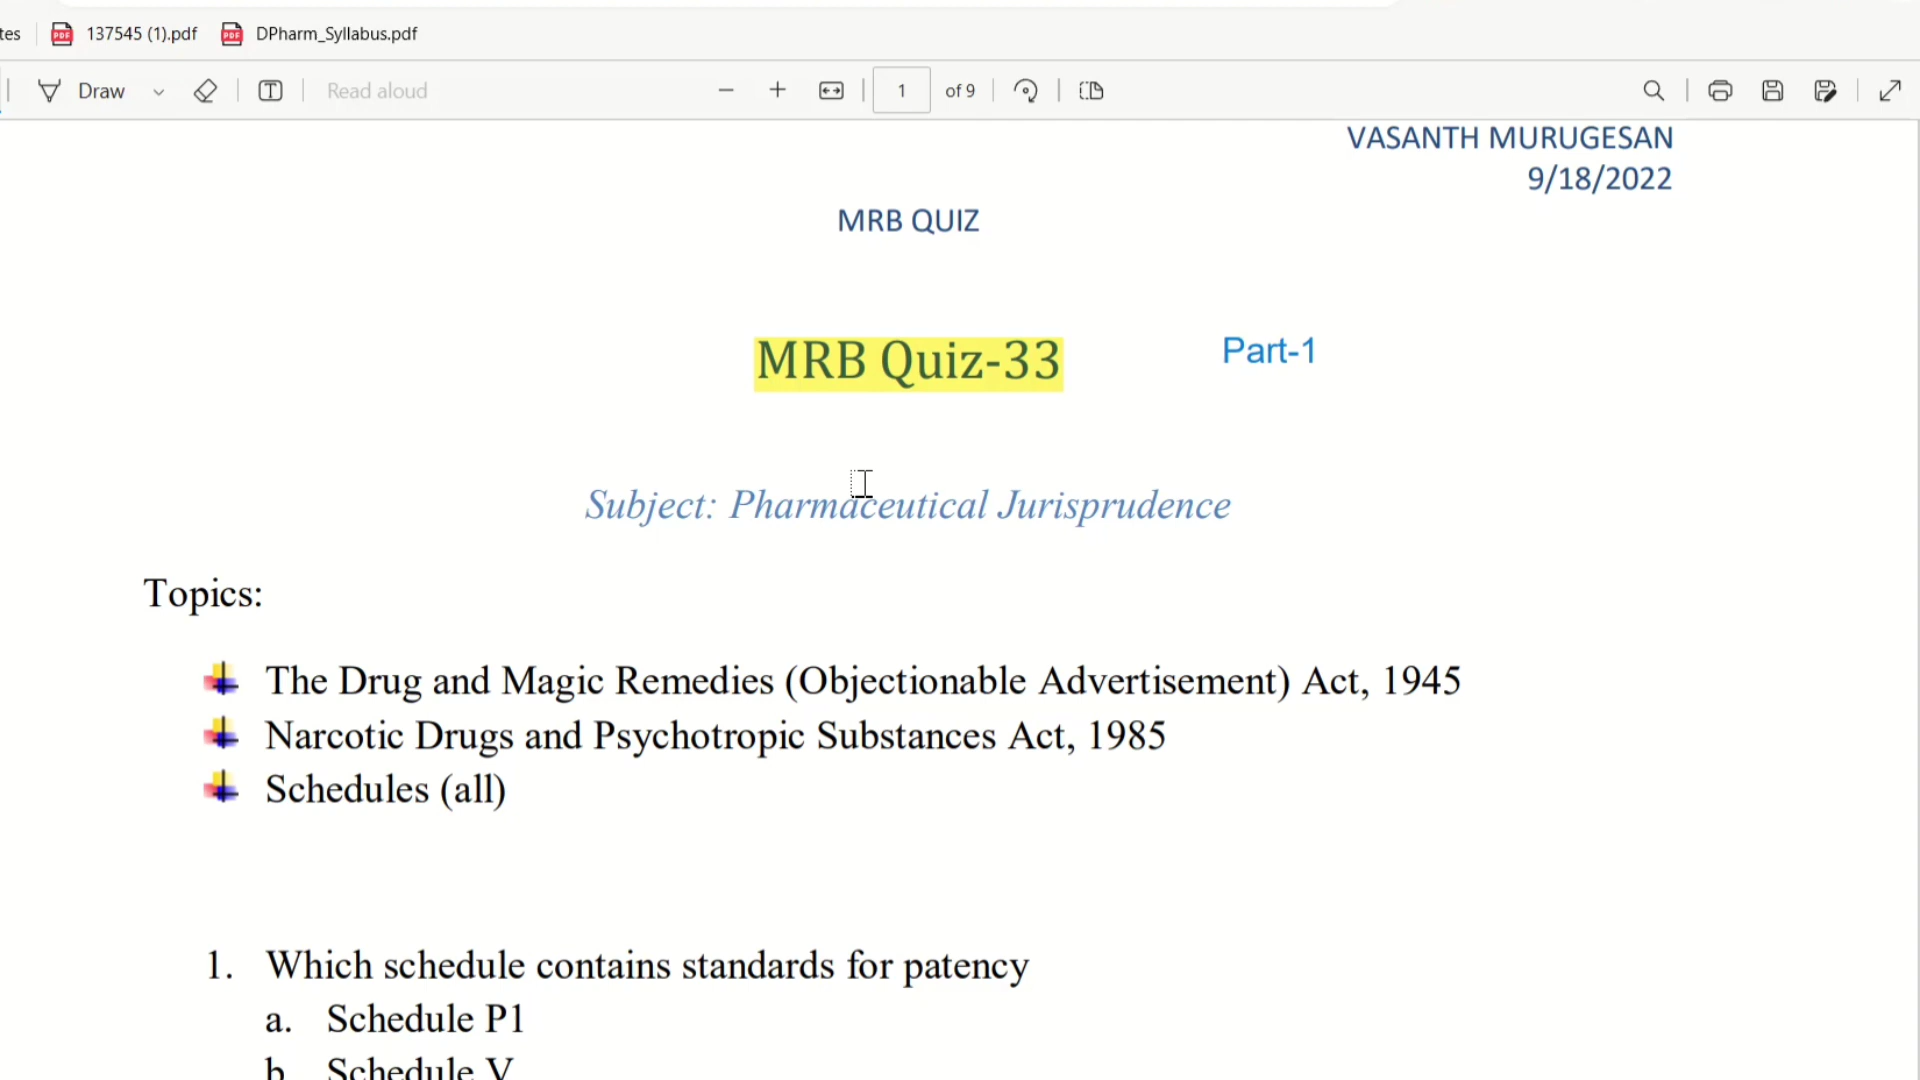 tes 137545 (1).pdf DPharm_Syllabus.pdf
Draw Read aloud 1 of 9
VASANTH MURUGESAN
9/18/2022
MRB QUIZ
MRB Quiz-33 Part-1
Subject: Pharmaceutical Jurisprudence
Topics:
The Drug and Magic Remedies (Objectionable Advertisement) Act, 1945
Narcotic Drugs and Psychotropic Substances Act, 1985
Schedules (all)
1. Which schedule contains standards for patency
a. Schedule P1
b. Schedule V